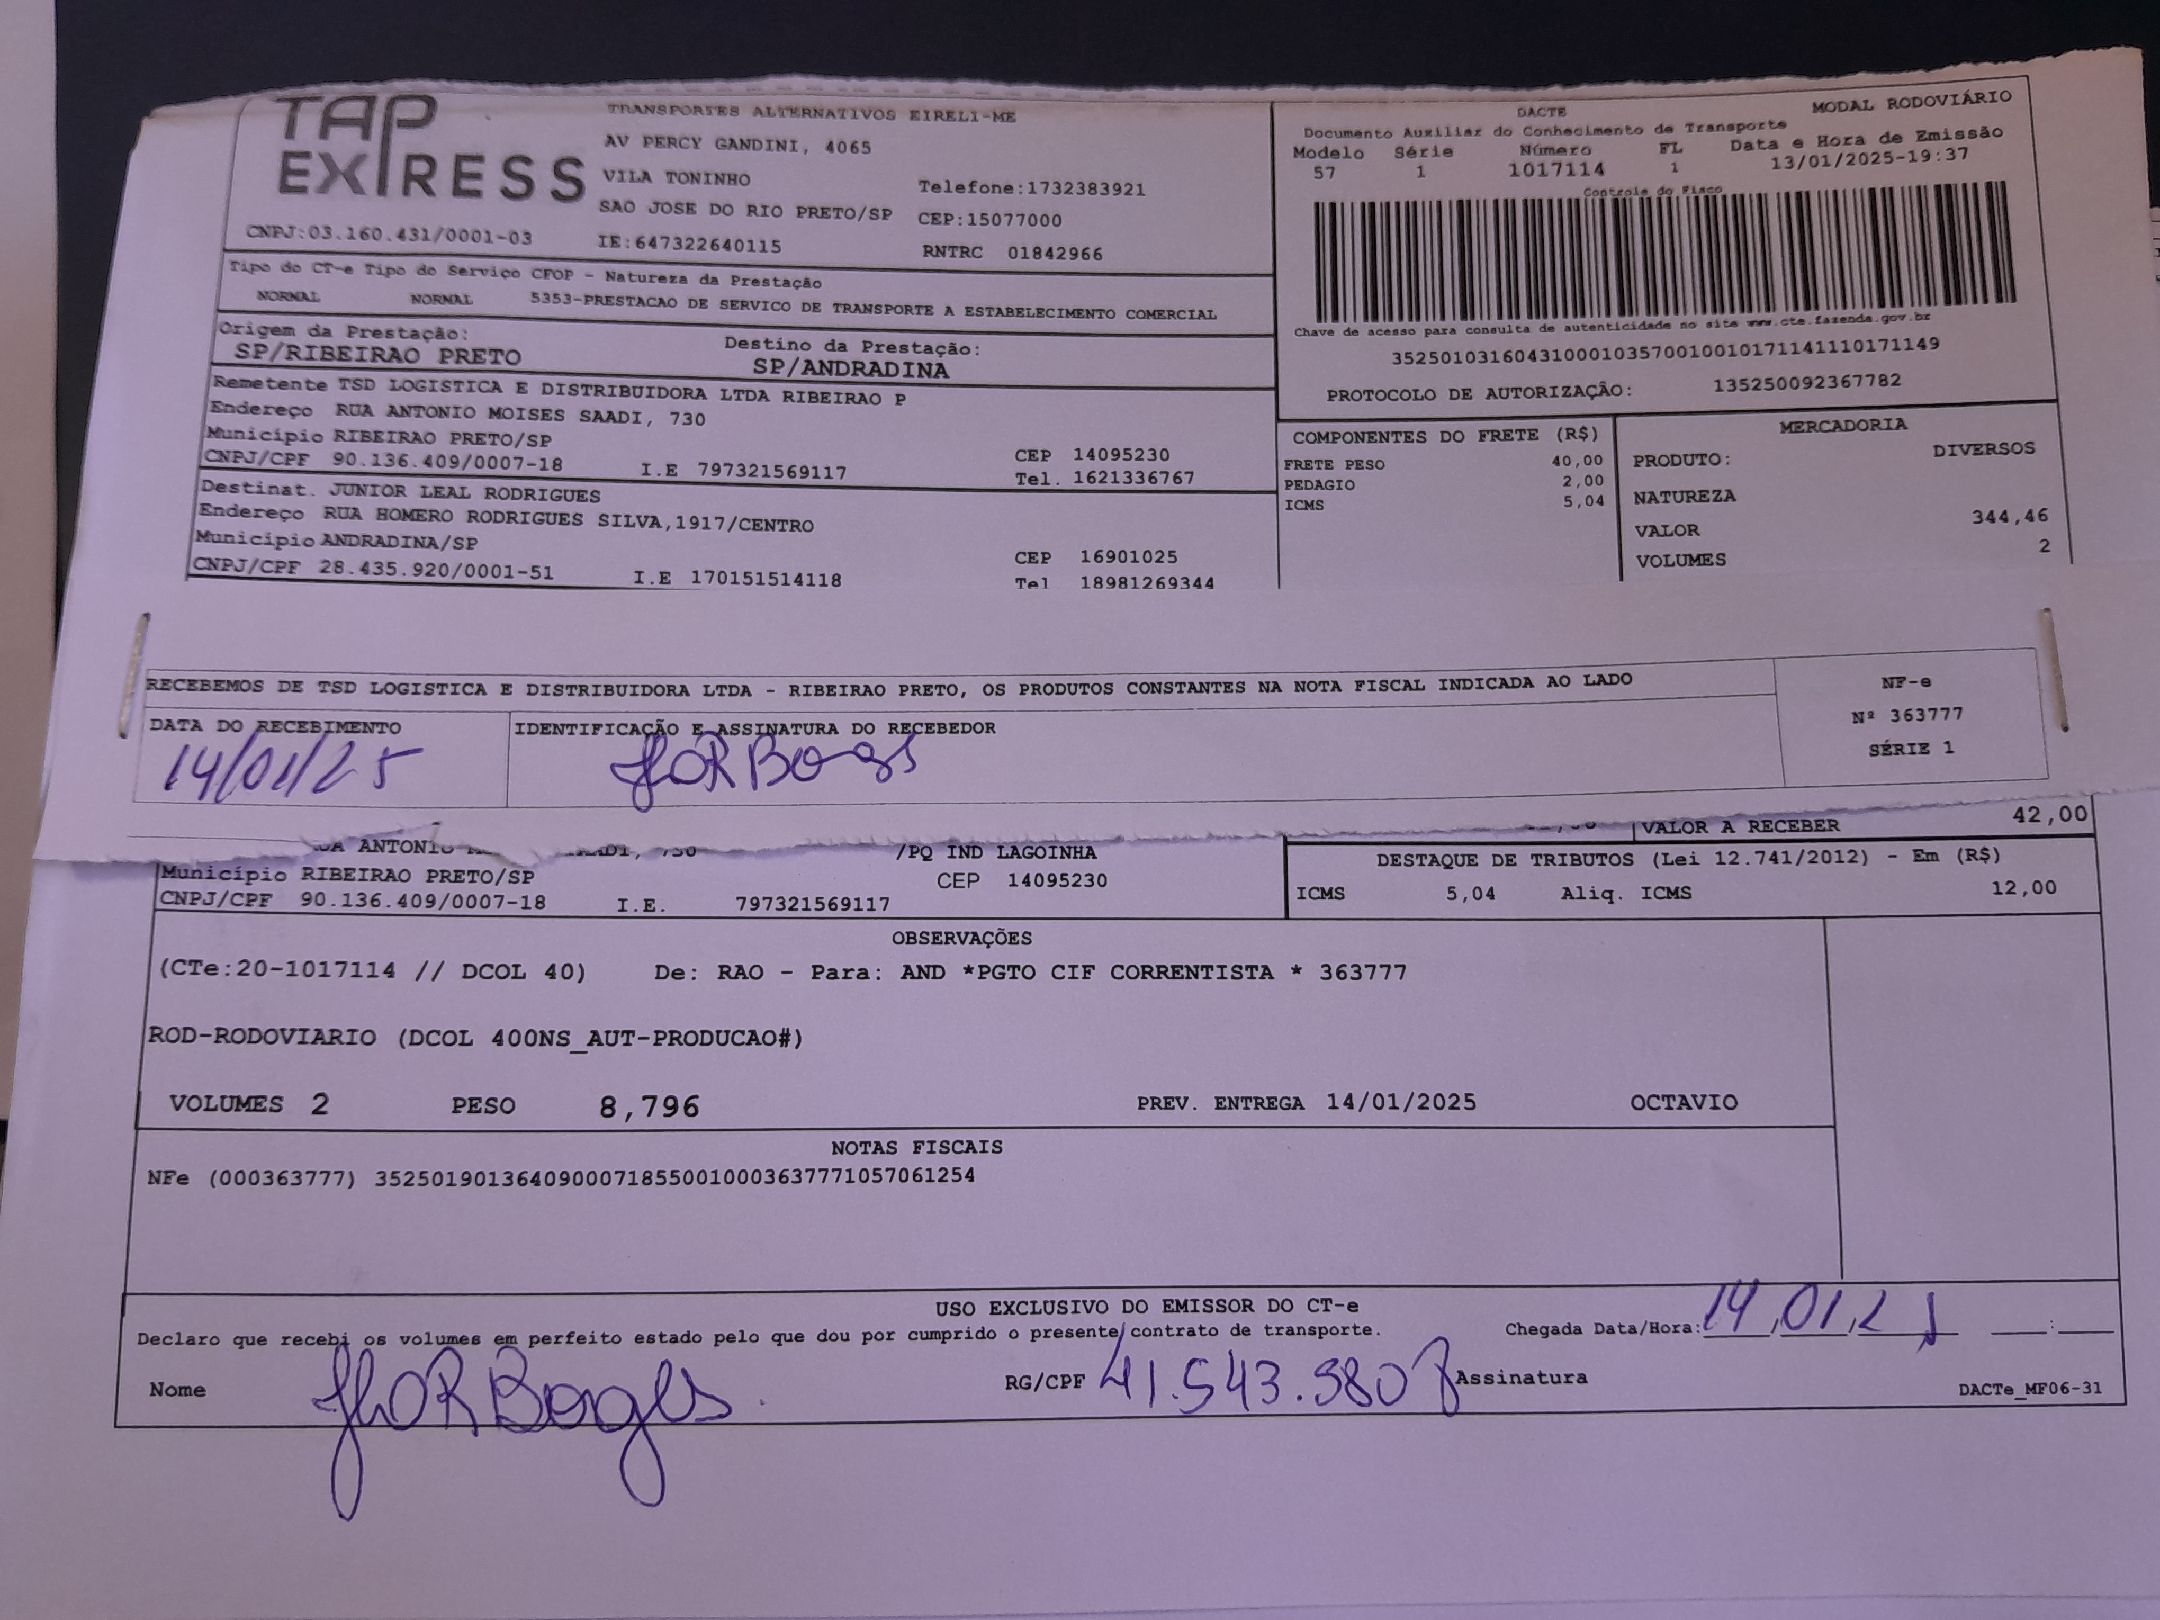 TAP EXPRESS
TRANSPORTES ALTERNATIVOS EIRELI-ME
AV PERCY GANDINI, 4065
VILA TONINHO Telefone:1732383921
SAO JOSE DO RIO PRETO/SP CEP:15077000
CNPJ:03.160.431/0001-03 IE:647322640115 RNTRC 01842966
Tipo do CT-e Tipo do Serviço CFOP - Natureza da Prestação
NORMAL NORMAL 5353-PRESTACAO DE SERVICO DE TRANSPORTE A ESTABELECIMENTO COMERCIAL
Origem da Prestação: Destino da Prestação:
SP/RIBEIRAO PRETO SP/ANDRADINA
Remetente TSD LOGISTICA E DISTRIBUIDORA LTDA RIBEIRAO P
Endereço RUA ANTONIO MOISES SAADI, 730
Município RIBEIRAO PRETO/SP CEP 14095230
CNPJ/CPF 90.136.409/0007-18 I.E 797321569117 Tel. 1621336767
Destinat. JUNIOR LEAL RODRIGUES
Endereço RUA HOMERO RODRIGUES SILVA,1917/CENTRO
Município ANDRADINA/SP CEP 16901025
CNPJ/CPF 28.435.920/0001-51 I.E 170151514118 Tel 18981269344
DACTE MODAL RODOVIÁRIO
Documento Auxiliar do Conhecimento de Transporte
Modelo Série Número FL Data e Hora de Emissão
57 1 1017114 1 13/01/2025-19:37
Controle do Fisco
Chave de acesso para consulta de autenticidade no site www.cte.fazenda.gov.br
35250103160431000103570010010171141110171149
PROTOCOLO DE AUTORIZAÇÃO: 135250092367782
COMPONENTES DO FRETE (R$)
FRETE PESO 40,00
PEDAGIO 2,00
ICMS 5,04
MERCADORIA
PRODUTO: DIVERSOS
NATUREZA
VALOR 344,46
VOLUMES 2
RECEBEMOS DE TSD LOGISTICA E DISTRIBUIDORA LTDA - RIBEIRAO PRETO, OS PRODUTOS CONSTANTES NA NOTA FISCAL INDICADA AO LADO
DATA DO RECEBIMENTO IDENTIFICAÇÃO E ASSINATURA DO RECEBEDOR
14/01/25
NF-e
Nº 363777
SÉRIE 1
VALOR A RECEBER 42,00
ANTONIO /PQ IND LAGOINHA
Município RIBEIRAO PRETO/SP CEP 14095230
CNPJ/CPF 90.136.409/0007-18 I.E. 797321569117
DESTAQUE DE TRIBUTOS (Lei 12.741/2012) - Em (R$)
ICMS 5,04 Aliq. ICMS 12,00
OBSERVAÇÕES
(CTe:20-1017114 // DCOL 40) De: RAO - Para: AND *PGTO CIF CORRENTISTA * 363777
ROD-RODOVIARIO (DCOL 400NS_AUT-PRODUCAO#)
VOLUMES 2 PESO 8,796 PREV. ENTREGA 14/01/2025 OCTAVIO
NOTAS FISCAIS
NFe (000363777) 35250190136409000718550010003637771057061254
USO EXCLUSIVO DO EMISSOR DO CT-e
Declaro que recebi os volumes em perfeito estado pelo que dou por cumprido o presente contrato de transporte. Chegada Data/Hora: 14,01,2 :
Nome RG/CPF 41.543.580 Assinatura
DACTe_MF06-31